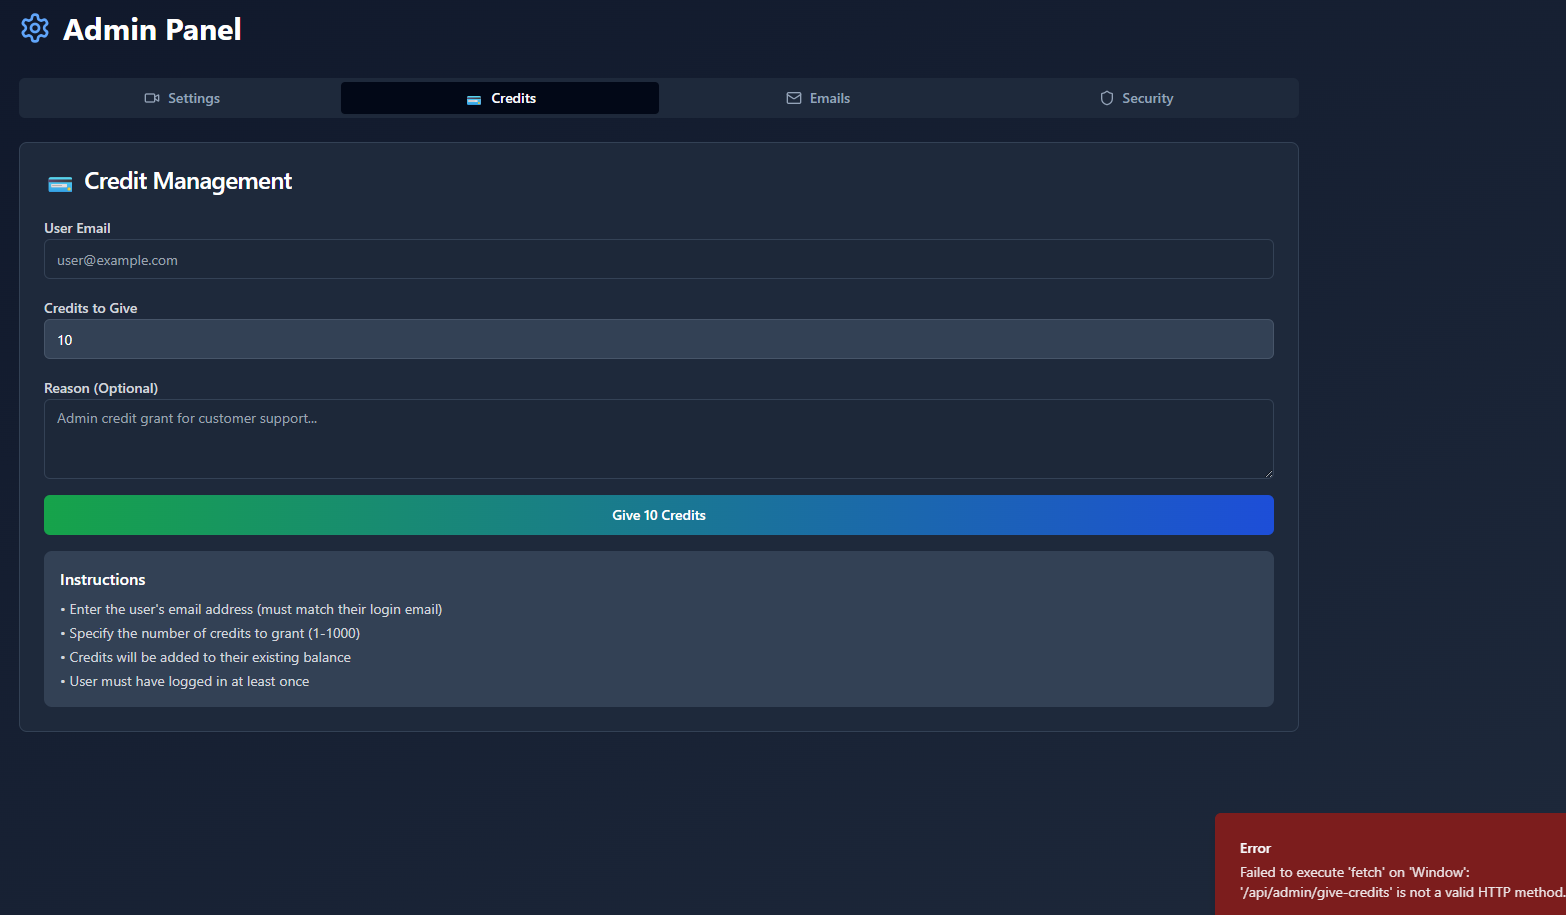 Admin Panel
Settings
Credits
Emails
Security
Credit Management
User Email
user@example.com
Credits to Give
10
Reason (Optional)
Admin credit grant for customer support...
Give 10 Credits
Instructions
• Enter the user's email address (must match their login email)
• Specify the number of credits to grant (1-1000)
• Credits will be added to their existing balance
• User must have logged in at least once
Error
Failed to execute 'fetch' on 'Window':
'/api/admin/give-credits' is not a valid HTTP method.